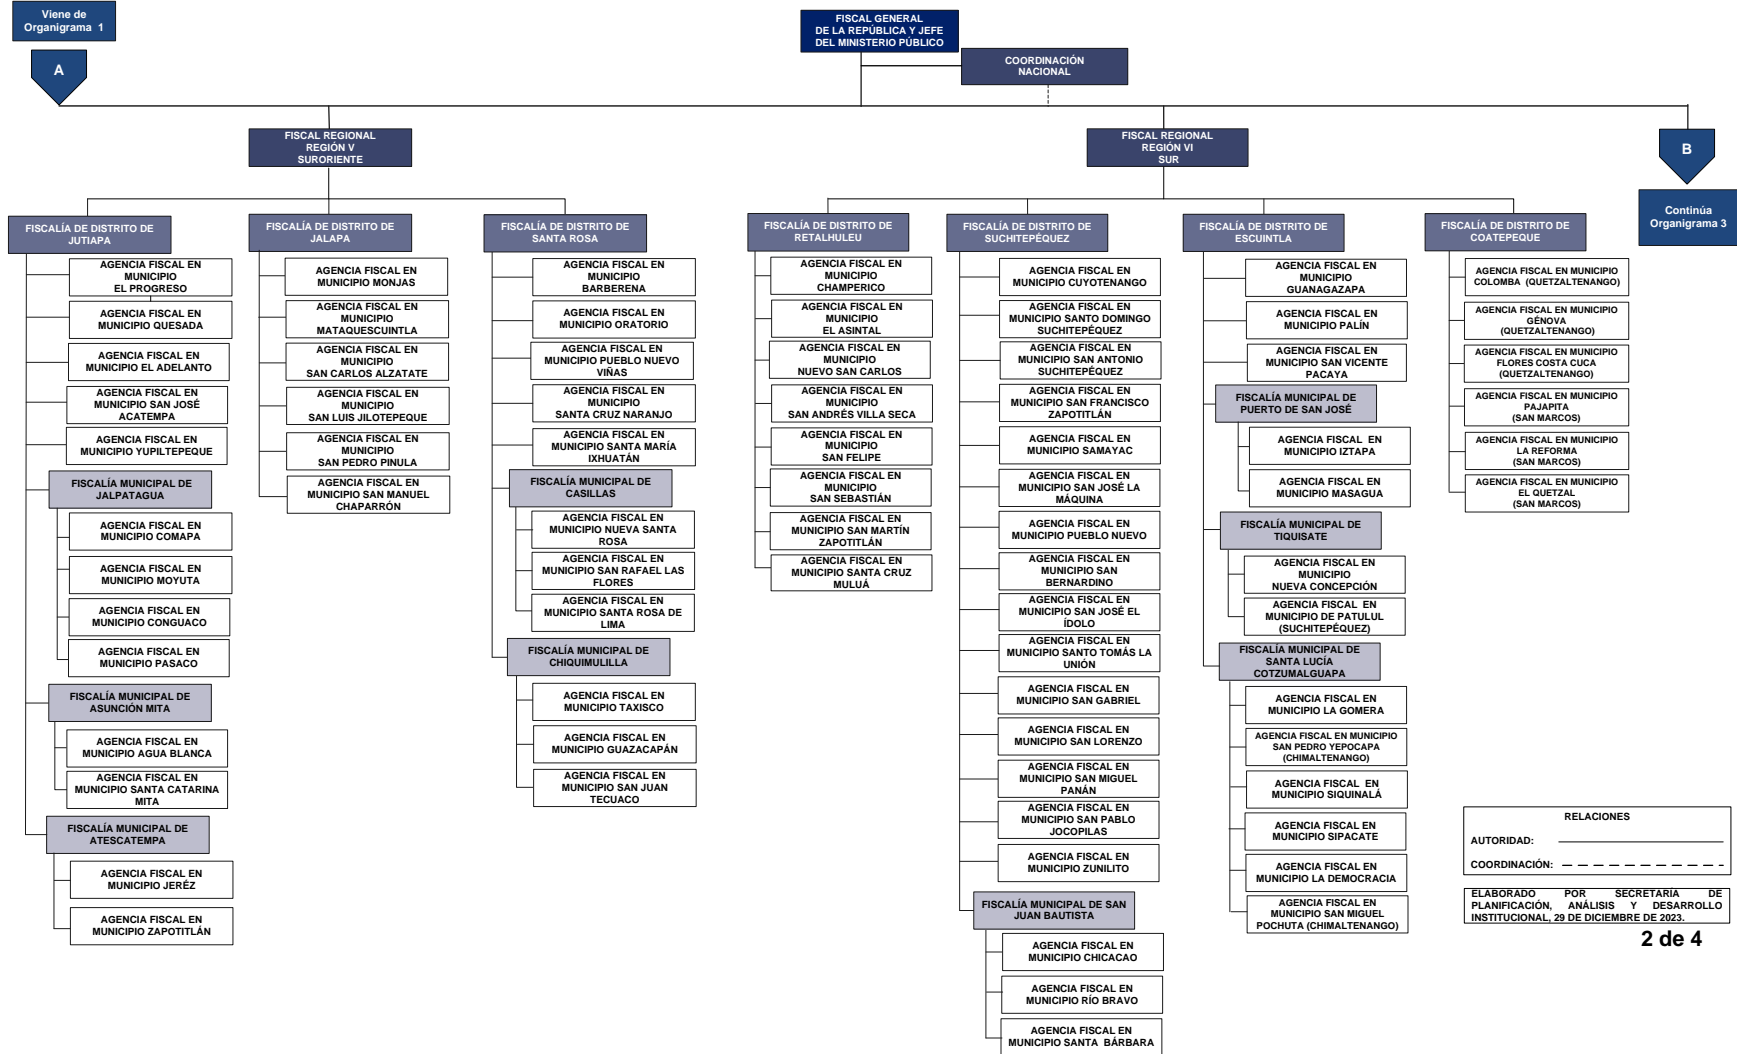 Viene de
Organigrama 1
A
FISCAL GENERAL
DE LA REPÚBLICA Y JEFE
DEL MINISTERIO PÚBLICO
COORDINACIÓN
NACIONAL
FISCAL REGIONAL
REGIÓN V
SURORIENTE
FISCAL REGIONAL
REGIÓN VI
SUR
B
Continúa
Organigrama 3
FISCALÍA DE DISTRITO DE
JUTIAPA
AGENCIA FISCAL EN
MUNICIPIO
EL PROGRESO
AGENCIA FISCAL EN
MUNICIPIO QUESADA
AGENCIA FISCAL EN
MUNICIPIO EL ADELANTO
AGENCIA FISCAL EN
MUNICIPIO SAN JOSÉ
ACATEMPA
AGENCIA FISCAL EN
MUNICIPIO YUPILTEPEQUE
FISCALÍA MUNICIPAL DE
JALPATAGUA
AGENCIA FISCAL EN
MUNICIPIO COMAPA
AGENCIA FISCAL EN
MUNICIPIO MOYUTA
AGENCIA FISCAL EN
MUNICIPIO CONGUACO
AGENCIA FISCAL EN
MUNICIPIO PASACO
FISCALÍA MUNICIPAL DE
ASUNCIÓN MITA
AGENCIA FISCAL EN
MUNICIPIO AGUA BLANCA
AGENCIA FISCAL EN
MUNICIPIO SANTA CATARINA
MITA
FISCALÍA MUNICIPAL DE
ATESCATEMPA
AGENCIA FISCAL EN
MUNICIPIO JERÉZ
AGENCIA FISCAL EN
MUNICIPIO ZAPOTITLÁN
FISCALÍA DE DISTRITO DE
JALAPA
AGENCIA FISCAL EN
MUNICIPIO MONJAS
AGENCIA FISCAL EN
MUNICIPIO
MATAQUESCUINTLA
AGENCIA FISCAL EN
MUNICIPIO
SAN CARLOS ALZATATE
AGENCIA FISCAL EN
MUNICIPIO
SAN LUIS JILOTEPEQUE
AGENCIA FISCAL EN
MUNICIPIO
SAN PEDRO PINULA
AGENCIA FISCAL EN
MUNICIPIO SAN MANUEL
CHAPARRÓN
FISCALÍA DE DISTRITO DE
SANTA ROSA
AGENCIA FISCAL EN
MUNICIPIO
BARBERENA
AGENCIA FISCAL EN
MUNICIPIO ORATORIO
AGENCIA FISCAL EN
MUNICIPIO PUEBLO NUEVO
VIÑAS
AGENCIA FISCAL EN
MUNICIPIO
SANTA CRUZ NARANJO
AGENCIA FISCAL EN
MUNICIPIO SANTA MARÍA
IXHUATÁN
FISCALÍA MUNICIPAL DE
CASILLAS
AGENCIA FISCAL EN
MUNICIPIO NUEVA SANTA
ROSA
AGENCIA FISCAL EN
MUNICIPIO SAN RAFAEL LAS
FLORES
AGENCIA FISCAL EN
MUNICIPIO SANTA ROSA DE
LIMA
FISCALÍA MUNICIPAL DE
CHIQUIMULILLA
AGENCIA FISCAL EN
MUNICIPIO TAXISCO
AGENCIA FISCAL EN
MUNICIPIO GUAZACAPÁN
AGENCIA FISCAL EN
MUNICIPIO SAN JUAN
TECUACO
FISCALÍA DE DISTRITO DE
RETALHULEU
AGENCIA FISCAL EN
MUNICIPIO
CHAMPERICO
AGENCIA FISCAL EN
MUNICIPIO
EL ASINTAL
AGENCIA FISCAL EN
MUNICIPIO
NUEVO SAN CARLOS
AGENCIA FISCAL EN
MUNICIPIO
SAN ANDRÉS VILLA SECA
AGENCIA FISCAL EN
MUNICIPIO
SAN FELIPE
AGENCIA FISCAL EN
MUNICIPIO
SAN SEBASTIÁN
AGENCIA FISCAL EN
MUNICIPIO SAN MARTÍN
ZAPOTITLÁN
AGENCIA FISCAL EN
MUNICIPIO SANTA CRUZ
MULUÁ
FISCALÍA DE DISTRITO DE
SUCHITEPÉQUEZ
AGENCIA FISCAL EN
MUNICIPIO CUYOTENANGO
AGENCIA FISCAL EN
MUNICIPIO SANTO DOMINGO
SUCHITEPÉQUEZ
AGENCIA FISCAL EN
MUNICIPIO SAN ANTONIO
SUCHITEPÉQUEZ
AGENCIA FISCAL EN
MUNICIPIO SAN FRANCISCO
ZAPOTITLÁN
AGENCIA FISCAL EN
MUNICIPIO SAMAYAC
AGENCIA FISCAL EN
MUNICIPIO SAN JOSÉ LA
MÁQUINA
AGENCIA FISCAL EN
MUNICIPIO PUEBLO NUEVO
AGENCIA FISCAL EN
MUNICIPIO SAN
BERNARDINO
AGENCIA FISCAL EN
MUNICIPIO SAN JOSÉ EL
ÍDOLO
AGENCIA FISCAL EN
MUNICIPIO SANTO TOMÁS LA
UNIÓN
AGENCIA FISCAL EN
MUNICIPIO SAN GABRIEL
AGENCIA FISCAL EN
MUNICIPIO SAN LORENZO
AGENCIA FISCAL EN
MUNICIPIO SAN MIGUEL
PANÁN
AGENCIA FISCAL EN
MUNICIPIO SAN PABLO
JOCOPILAS
AGENCIA FISCAL EN
MUNICIPIO ZUNILITO
FISCALÍA MUNICIPAL DE SAN
JUAN BAUTISTA
AGENCIA FISCAL EN
MUNICIPIO CHICACAO
AGENCIA FISCAL EN
MUNICIPIO RÍO BRAVO
AGENCIA FISCAL EN
MUNICIPIO SANTA BÁRBARA
FISCALÍA DE DISTRITO DE
ESCUINTLA
AGENCIA FISCAL EN
MUNICIPIO
GUANAGAZAPA
AGENCIA FISCAL EN
MUNICIPIO PALÍN
AGENCIA FISCAL EN
MUNICIPIO SAN VICENTE
PACAYA
FISCALÍA MUNICIPAL DE
PUERTO DE SAN JOSÉ
AGENCIA FISCAL EN
MUNICIPIO IZTAPA
AGENCIA FISCAL EN
MUNICIPIO MASAGUA
FISCALÍA MUNICIPAL DE
TIQUISATE
AGENCIA FISCAL EN
MUNICIPIO
NUEVA CONCEPCIÓN
AGENCIA FISCAL EN
MUNICIPIO DE PATULUL
(SUCHITEPÉQUEZ)
FISCALÍA MUNICIPAL DE
SANTA LUCÍA
COTZUMALGUAPA
AGENCIA FISCAL EN
MUNICIPIO LA GOMERA
AGENCIA FISCAL EN MUNICIPIO
SAN PEDRO YEPOCAPA
(CHIMALTENANGO)
AGENCIA FISCAL EN
MUNICIPIO SIQUINALÁ
AGENCIA FISCAL EN
MUNICIPIO SIPACATE
AGENCIA FISCAL EN
MUNICIPIO LA DEMOCRACIA
AGENCIA FISCAL EN
MUNICIPIO SAN MIGUEL
POCHUTA (CHIMALTENANGO)
FISCALÍA DE DISTRITO DE
COATEPEQUE
AGENCIA FISCAL EN MUNICIPIO
COLOMBA (QUETZALTENANGO)
AGENCIA FISCAL EN MUNICIPIO
GÉNOVA
(QUETZALTENANGO)
AGENCIA FISCAL EN MUNICIPIO
FLORES COSTA CUCA
(QUETZALTENANGO)
AGENCIA FISCAL EN MUNICIPIO
PAJAPITA
(SAN MARCOS)
AGENCIA FISCAL EN MUNICIPIO
LA REFORMA
(SAN MARCOS)
AGENCIA FISCAL EN MUNICIPIO
EL QUETZAL
(SAN MARCOS)
RELACIONES
AUTORIDAD:
COORDINACIÓN:
ELABORADO POR SECRETARÍA DE
PLANIFICACIÓN, ANÁLISIS Y DESARROLLO
INSTITUCIONAL, 29 DE DICIEMBRE DE 2023.
2 de 4